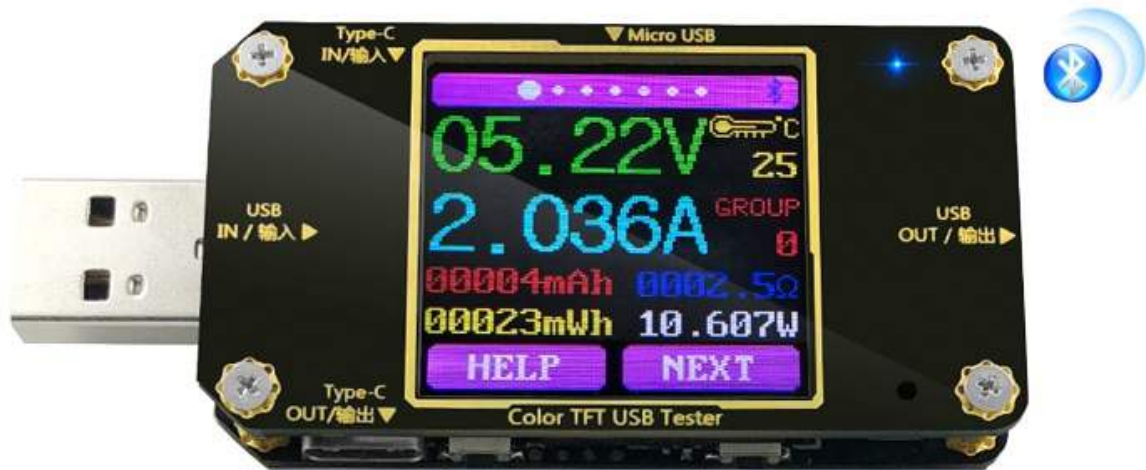 Type-C
IN/输入▼
▼Micro USB
05.22V
°C
25
USB
IN / 输入▶
2.036A
GROUP
0
USB
OUT / 输出▶
00004mAh
0002.5Ω
00023mWh
10.607W
HELP
NEXT
Type-C
OUT/输出▼
Color TFT USB Tester